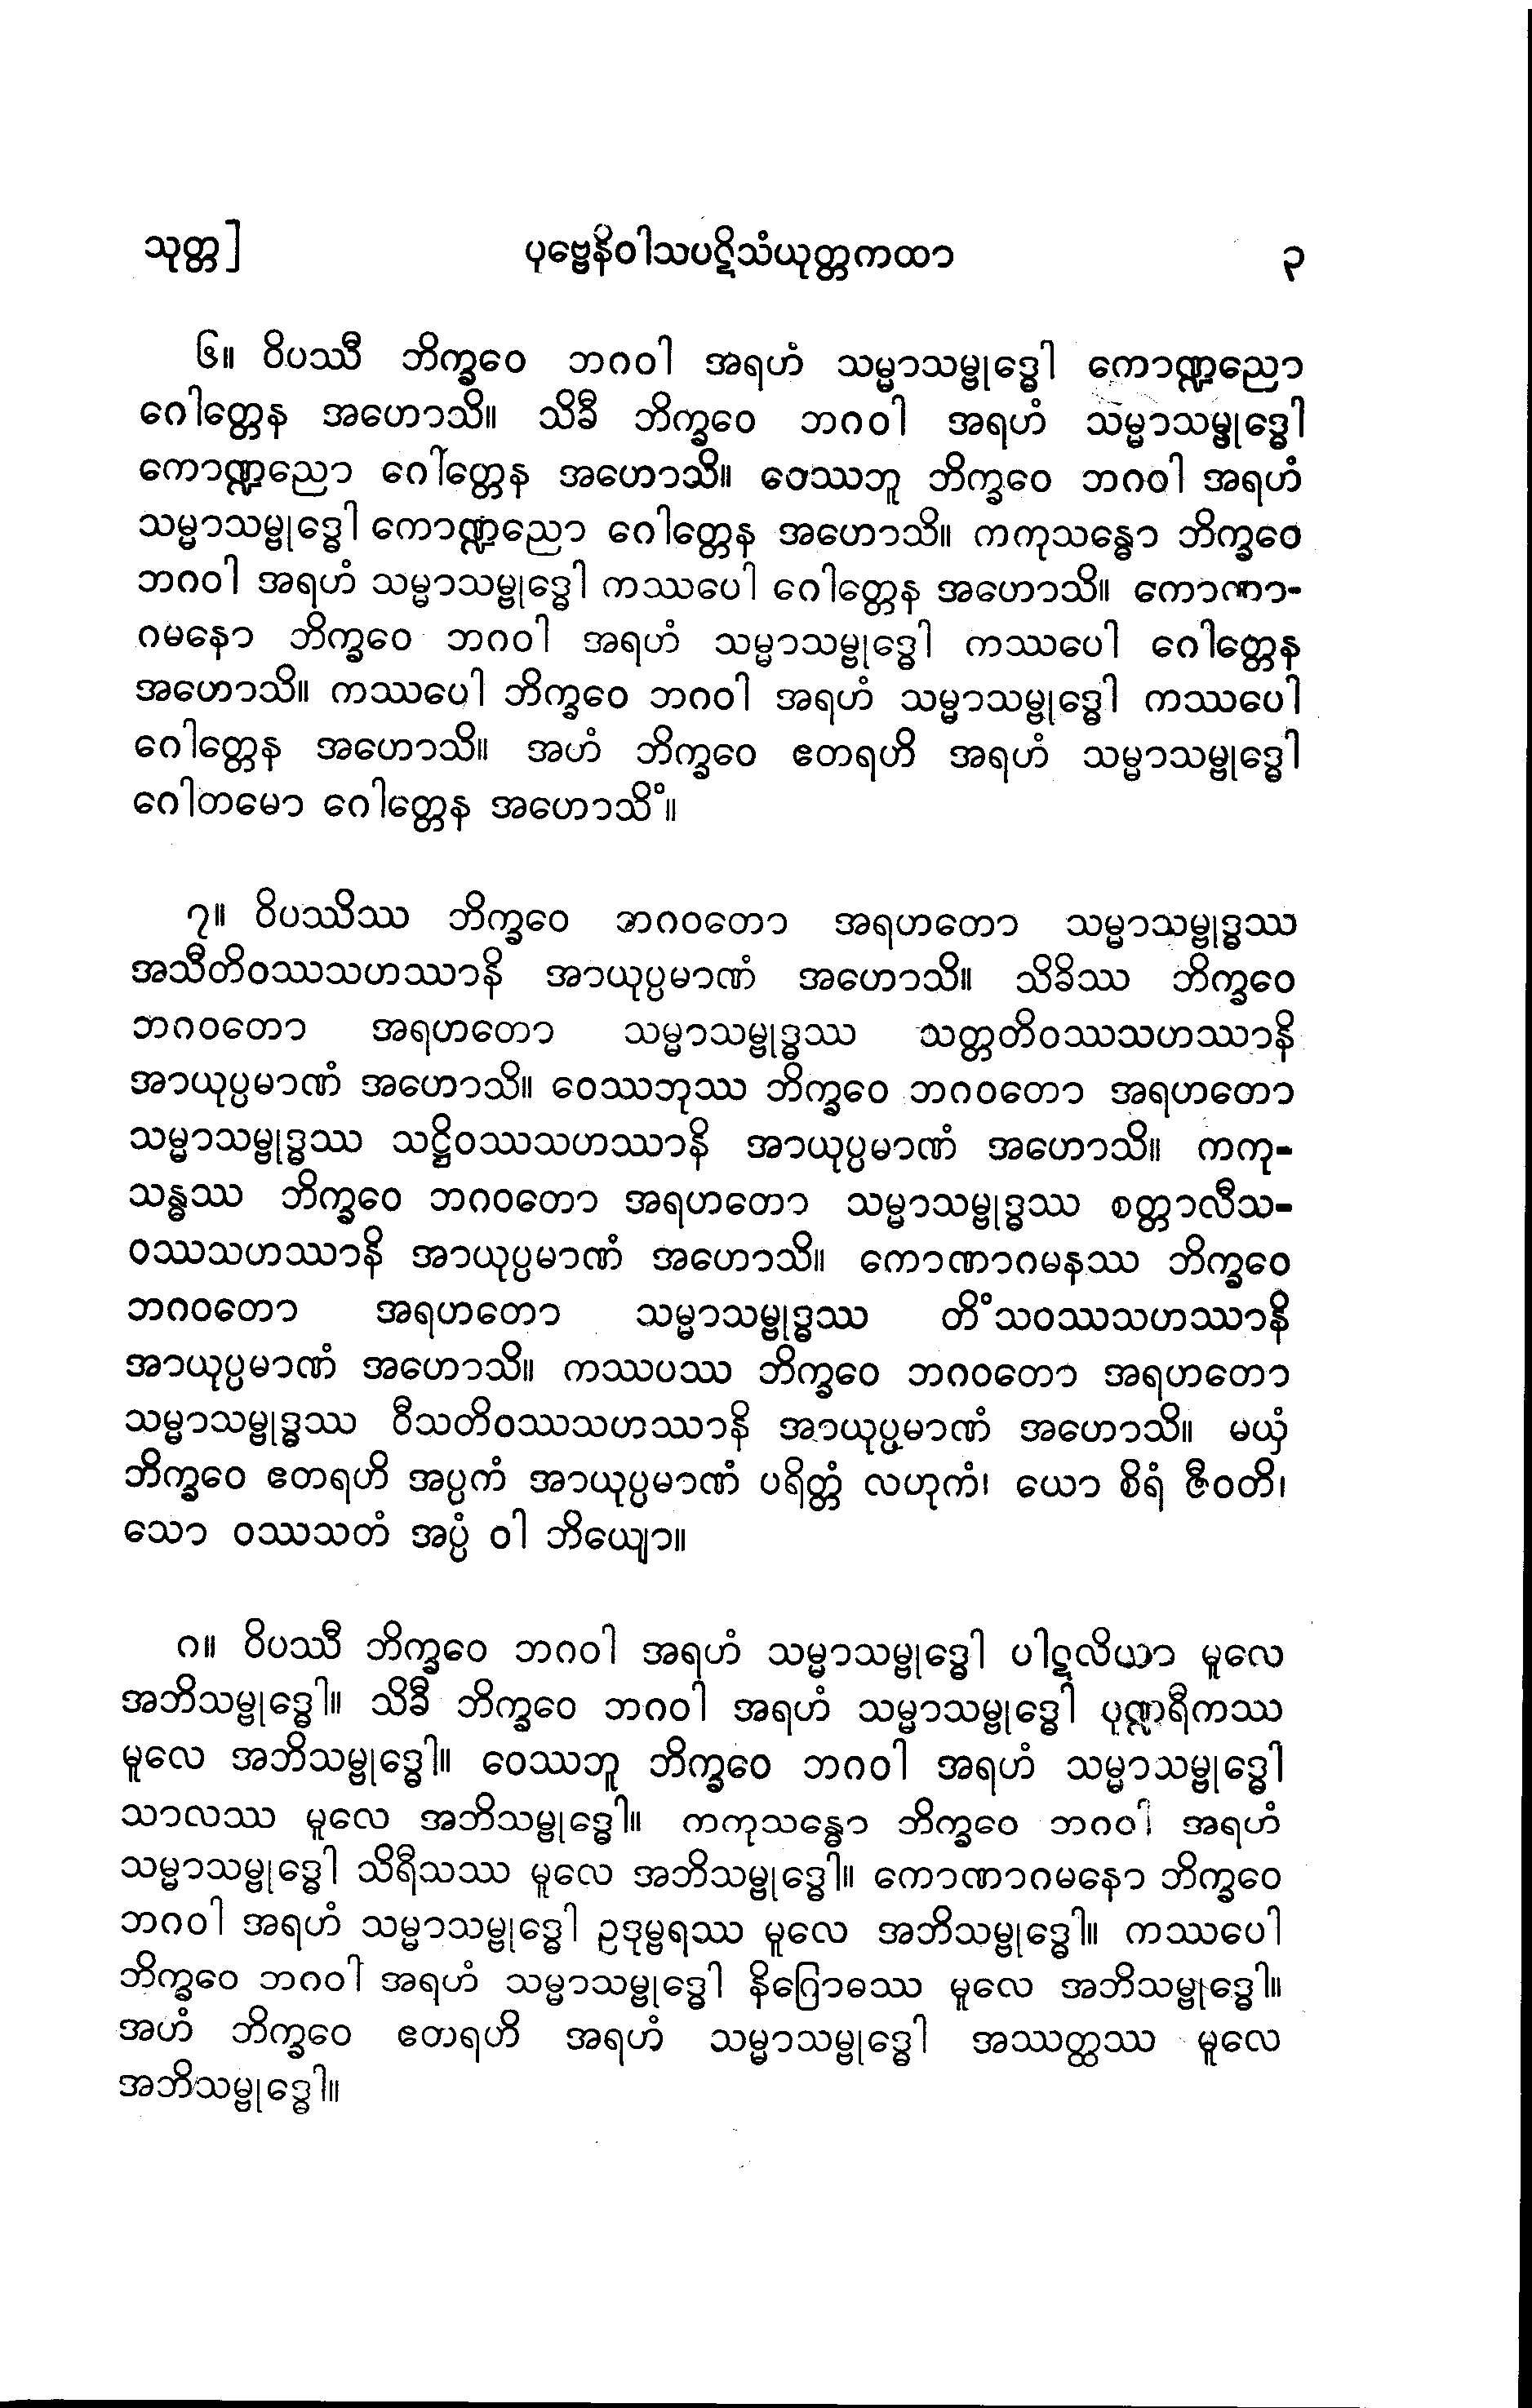 သုတ္တ]	ပုဗ္ဗေနိဝါသပဋိသံယုတ္တကထာ	၃
၆။ ဝိပဿီ ဘိက္ခဝေ ဘဂဝါ အရဟံ သမ္မာသမ္ဗုဒ္ဓေါ ကောဏ္ဍညော
ဂေါတ္တေန အဟောသိ။ သိခီ ဘိက္ခဝေ ဘဂဝါ အရဟံ သမ္မာသမ္ဗုဒ္ဓေါ
ကောဏ္ဍညော ဂေါတ္တေန အဟောသိ။ ဝေဿဘူ ဘိက္ခဝေ ဘဂဝါ အရဟံ
သမ္မာသမ္ဗုဒ္ဓေါ ကောဏ္ဍညော ဂေါတ္တေန အဟောသိ။ ကကုသန္ဓော ဘိက္ခဝေ
ဘဂဝါ အရဟံ သမ္မာသမ္ဗုဒ္ဓေါ ကဿပေါ ဂေါတ္တေန အဟောသိ။ ကောဏာ-
ဂမနော ဘိက္ခဝေ ဘဂဝါ အရဟံ သမ္မာသမ္ဗုဒ္ဓေါ ကဿပေါ ဂေါတ္တေန
အဟောသိ။ ကဿပေါ ဘိက္ခဝေ ဘဂဝါ အရဟံ သမ္မာသမ္ဗုဒ္ဓေါ ကဿပေါ
ဂေါတ္တေန အဟောသိ။ အဟံ ဘိက္ခဝေ ဧတရဟိ အရဟံ သမ္မာသမ္ဗုဒ္ဓေါ
ဂေါတမော ဂေါတ္တေန အဟောသိံ။
၇။ ဝိပဿိဿ ဘိက္ခဝေ ဘဂဝတော အရဟတော သမ္မာသမ္ဗုဒ္ဓဿ
အသီတိဝဿသဟဿာနိ အာယုပ္ပမာဏံ အဟောသိ။ သိခိဿ ဘိက္ခဝေ
ဘဂဝတော အရဟတော သမ္မာသမ္ဗုဒ္ဓဿ သတ္တတိဝဿသဟဿာနိ
အာယုပ္ပမာဏံ အဟောသိ။ ဝေဿဘုဿ ဘိက္ခဝေ ဘဂဝတော အရဟတော
သမ္မာသမ္ဗုဒ္ဓဿ သဋ္ဌိဝဿသဟဿာနိ အာယုပ္ပမာဏံ အဟောသိ။ ကကု-
သန္ဓဿ ဘိက္ခဝေ ဘဂဝတော အရဟတော သမ္မာသမ္ဗုဒ္ဓဿ စတ္တာလီသ-
ဝဿသဟဿာနိ အာယုပ္ပမာဏံ အဟောသိ။ ကောဏာဂမနဿ ဘိက္ခဝေ
ဘဂဝတော အရဟတော သမ္မာသမ္ဗုဒ္ဓဿ တိံသဝဿသဟဿာနိ
အာယုပ္ပမာဏံ အဟောသိ။ ကဿပဿ ဘိက္ခဝေ ဘဂဝတော အရဟတော
သမ္မာသမ္ဗုဒ္ဓဿ ဝီသတိဝဿသဟဿာနိ အာယုပ္ပမာဏံ အဟောသိ။ မယှံ
ဘိက္ခဝေ ဧတရဟိ အပ္ပကံ အာယုပ္ပမာဏံ ပရိတ္တံ လဟုကံ၊ ယော စိရံ ဇီဝတိ၊
သော ဝဿသတံ အပ္ပံ ဝါ ဘိယျော။
၈။ ဝိပဿီ ဘိက္ခဝေ ဘဂဝါ အရဟံ သမ္မာသမ္ဗုဒ္ဓေါ ပါဋလိယာ မူလေ
အဘိသမ္ဗုဒ္ဓေါ။ သိခီ ဘိက္ခဝေ ဘဂဝါ အရဟံ သမ္မာသမ္ဗုဒ္ဓေါ ပုဏ္ဍရီကဿ
မူလေ အဘိသမ္ဗုဒ္ဓေါ။ ဝေဿဘူ ဘိက္ခဝေ ဘဂဝါ အရဟံ သမ္မာသမ္ဗုဒ္ဓေါ
သာလဿ မူလေ အဘိသမ္ဗုဒ္ဓေါ။ ကကုသန္ဓော ဘိက္ခဝေ ဘဂဝါ အရဟံ
သမ္မာသမ္ဗုဒ္ဓေါ သိရီသဿ မူလေ အဘိသမ္ဗုဒ္ဓေါ။ ကောဏာဂမနော ဘိက္ခဝေ
ဘဂဝါ အရဟံ သမ္မာသမ္ဗုဒ္ဓေါ ဥဒုမ္ဗရဿ မူလေ အဘိသမ္ဗုဒ္ဓေါ။ ကဿပေါ
ဘိက္ခဝေ ဘဂဝါ အရဟံ သမ္မာသမ္ဗုဒ္ဓေါ နိဂြောဓဿ မူလေ အဘိသမ္ဗုဒ္ဓေါ။
အဟံ ဘိက္ခဝေ ဧတရဟိ အရဟံ သမ္မာသမ္ဗုဒ္ဓေါ အဿတ္ထဿ မူလေ
အဘိသမ္ဗုဒ္ဓေါ။